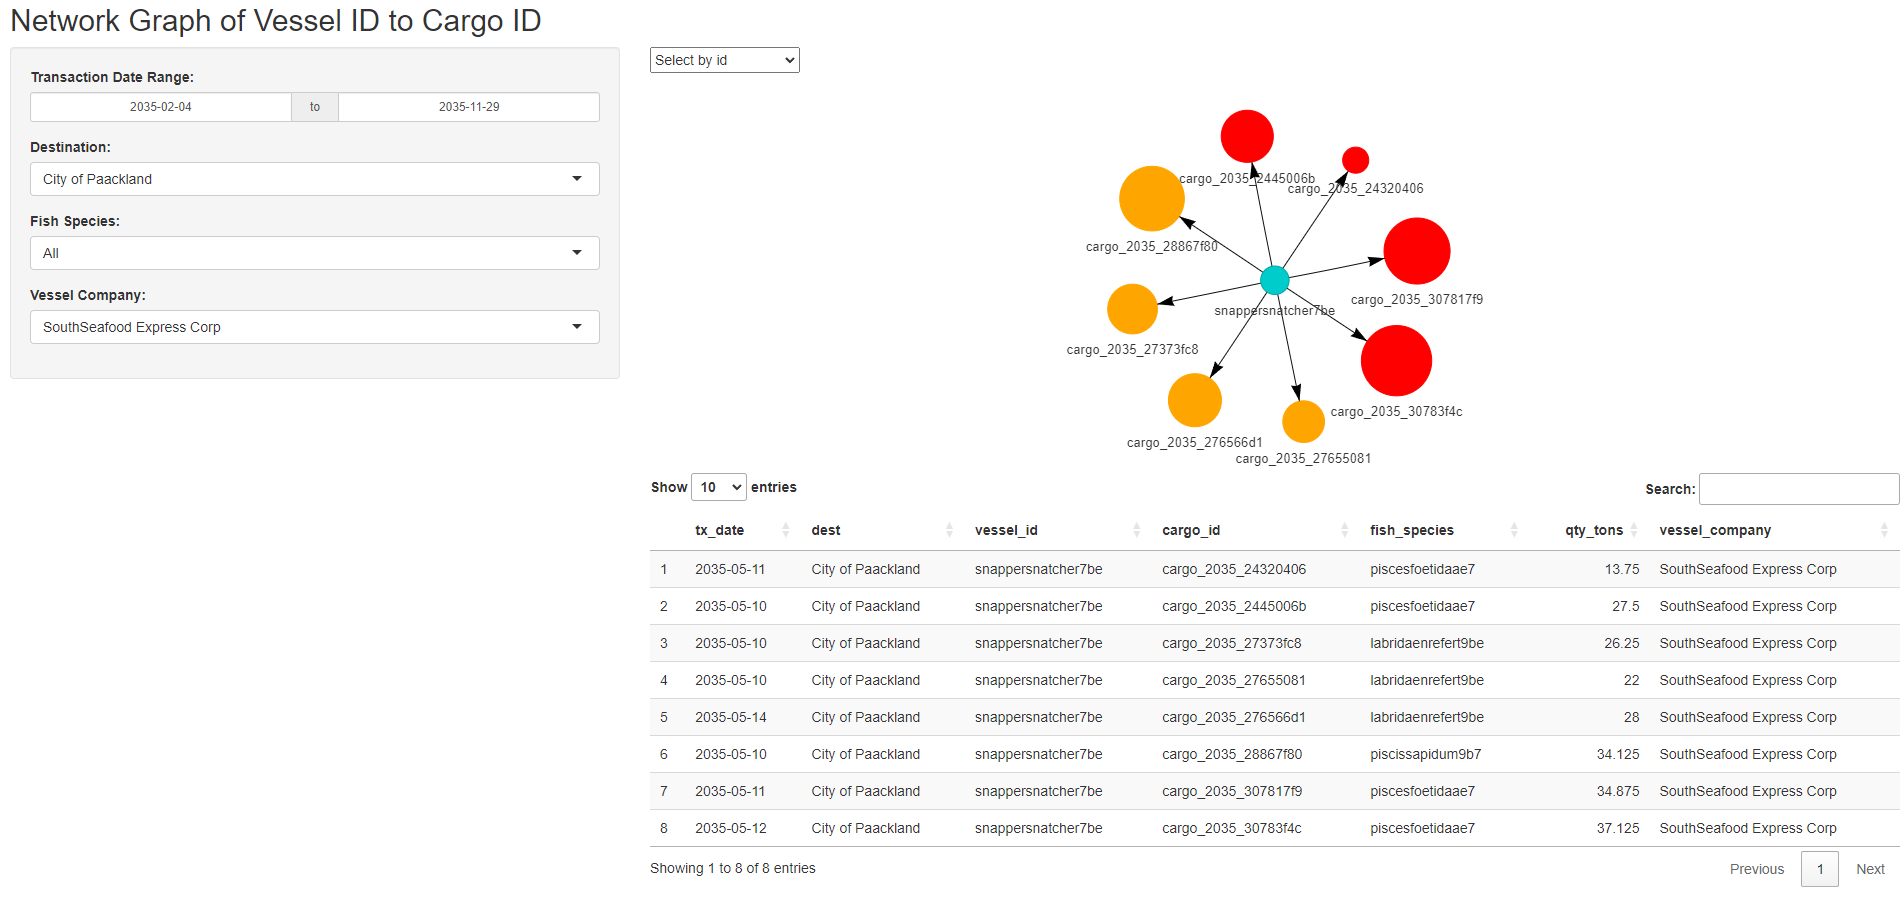 Network Graph of Vessel ID to Cargo ID
Transaction Date Range:
2035-02-04 to 2035-11-29
Destination:
City of Paackland
Fish Species:
All
Vessel Company:
SouthSeafood Express Corp
Select by id
cargo_2035_2445006b
cargo_2035_24320406
cargo_2035_28867f80
cargo_2035_307817f9
snappersnatcher7be
cargo_2035_27373fc8
cargo_2035_30783f4c
cargo_2035_276566d1
cargo_2035_27655081
Show 10 entries
Search:
tx_date dest vessel_id cargo_id fish_species qty_tons vessel_company
1 2035-05-11 City of Paackland snappersnatcher7be cargo_2035_24320406 piscesfoetidaae7 13.75 SouthSeafood Express Corp
2 2035-05-10 City of Paackland snappersnatcher7be cargo_2035_2445006b piscesfoetidaae7 27.5 SouthSeafood Express Corp
3 2035-05-10 City of Paackland snappersnatcher7be cargo_2035_27373fc8 labridaenrefert9be 26.25 SouthSeafood Express Corp
4 2035-05-10 City of Paackland snappersnatcher7be cargo_2035_27655081 labridaenrefert9be 22 SouthSeafood Express Corp
5 2035-05-14 City of Paackland snappersnatcher7be cargo_2035_276566d1 labridaenrefert9be 28 SouthSeafood Express Corp
6 2035-05-10 City of Paackland snappersnatcher7be cargo_2035_28867f80 piscissapidum9b7 34.125 SouthSeafood Express Corp
7 2035-05-11 City of Paackland snappersnatcher7be cargo_2035_307817f9 piscesfoetidaae7 34.875 SouthSeafood Express Corp
8 2035-05-12 City of Paackland snappersnatcher7be cargo_2035_30783f4c piscesfoetidaae7 37.125 SouthSeafood Express Corp
Showing 1 to 8 of 8 entries
Previous 1 Next